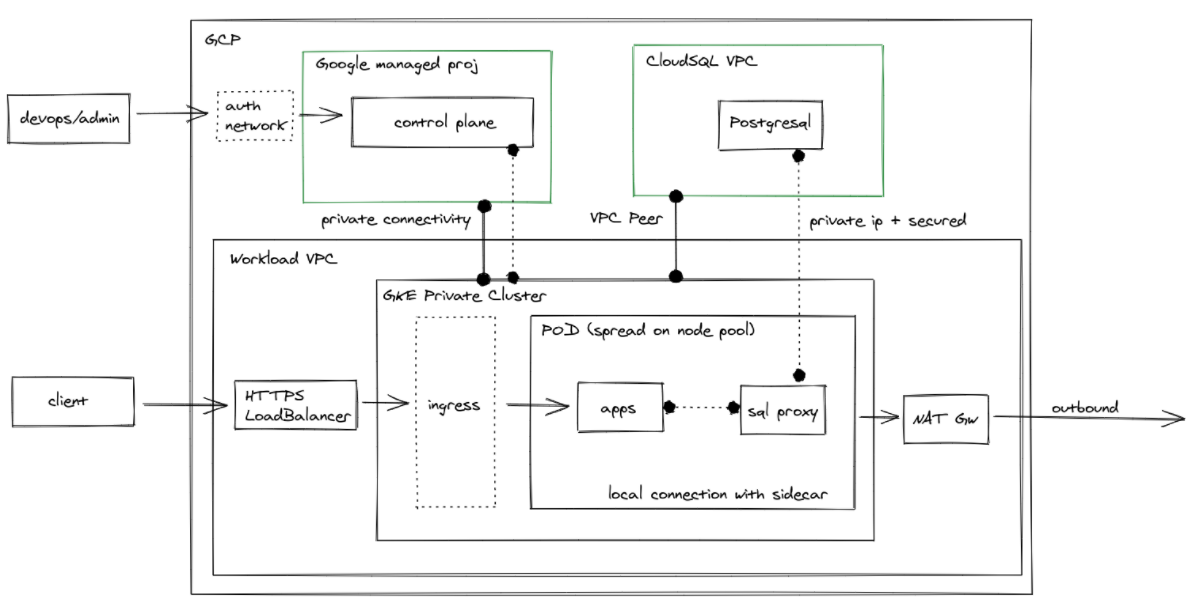 GCP
Google managed proj
CloudSQL VPC
devops/admin
auth
network
control plane
Postgresql
private connectivity
VPC Peer
private ip + secured
Workload VPC
GKE Private Cluster
POD (spread on node pool)
client
HTTPS
LoadBalancer
ingress
apps
sql proxy
NAT GW
outbound
local connection with sidecar